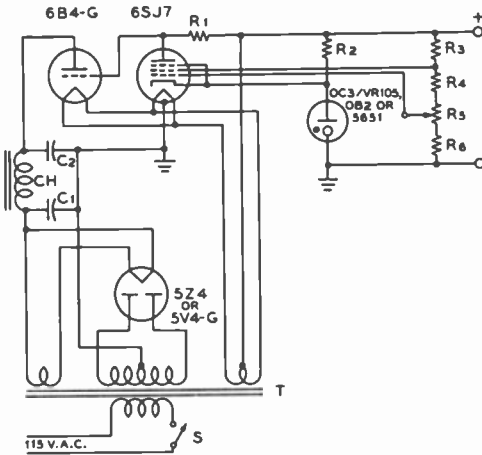 6B4-G
6SJ7
R1
+
R2
R3
R4
R5
R6
OC3/VR105,
OB2 OR
5651
C2
CH
C1
5Z4
OR
5V4-G
T
S
115 V.A.C.
-